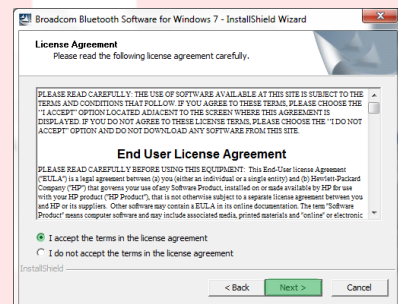 Broadcom Bluetooth Software for Windows 7 - InstallShield Wizard
License Agreement
Please read the following license agreement carefully.
PLEASE READ CAREFULLY: THE USE OF SOFTWARE AVAILABLE AT THIS SITE IS SUBJECT TO THE
TERMS AND CONDITIONS THAT FOLLOW. IF YOU AGREE TO THESE TERMS, PLEASE CHOOSE THE
"I ACCEPT" OPTION LOCATED ADJACENT TO THE SCREEN WHERE THIS AGREEMENT IS
DISPLAYED. IF YOU DO NOT AGREE TO THESE LICENSE TERMS, PLEASE CHOOSE THE "I DO NOT
ACCEPT" OPTION AND DO NOT DOWNLOAD ANY SOFTWARE FROM THIS SITE.
End User License Agreement
PLEASE READ CAREFULLY BEFORE USING THIS EQUIPMENT: This End-User license Agreement
("EULA") is a legal agreement between (a) you (either an individual or a single entity) and (b) Hewlett-Packard
Company ("HP") that governs your use of any Software Product, installed on or made available by HP for use
with your HP product ("HP Product"), that is not otherwise subject to a separate license agreement between you
and HP or its suppliers. Other software may contain a EULA in its online documentation. The term "Software
Product" means computer software and may include associated media, printed materials and "online" or electronic
I accept the terms in the license agreement
I do not accept the terms in the license agreement
InstallShield
< Back
Next >
Cancel